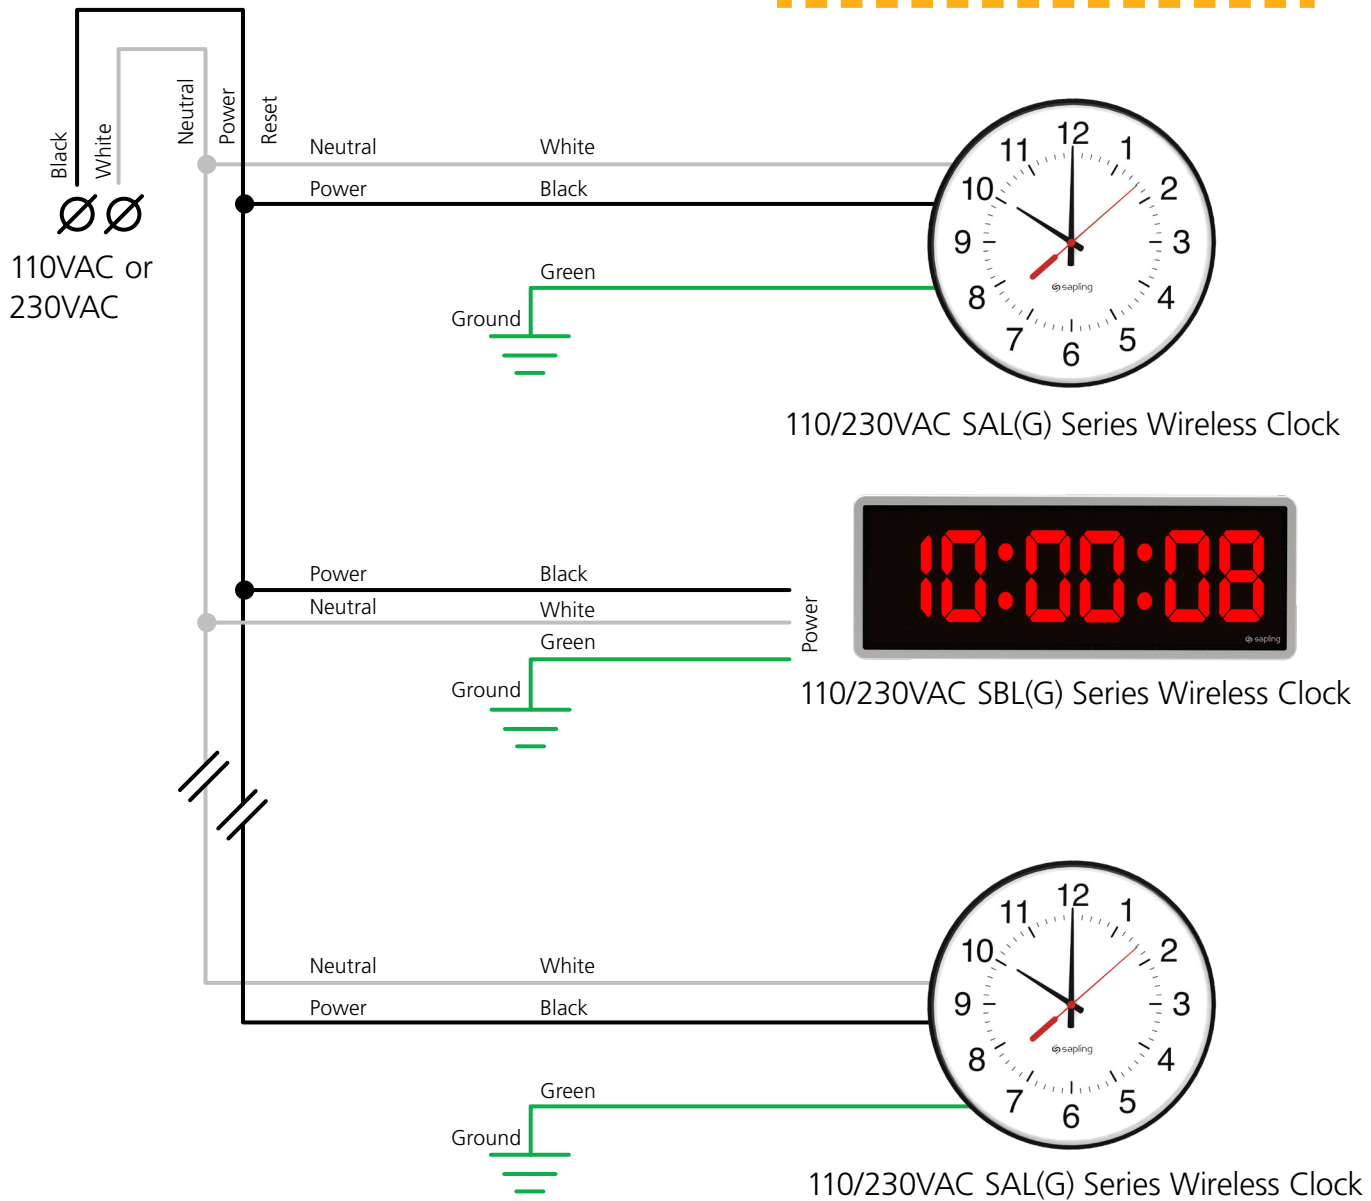 Black
White
Neutral
Power
Reset
110VAC or
230VAC
Neutral White
Power Black
Green
Ground
12
11 1
10 2
9 3
8 4
7 5
6
sapling
110/230VAC SAL(G) Series Wireless Clock
Power Black
Neutral White
Green
Ground
Power
10:00:08
sapling
110/230VAC SBL(G) Series Wireless Clock
Neutral White
Power Black
Green
Ground
12
11 1
10 2
9 3
8 4
7 5
6
sapling
110/230VAC SAL(G) Series Wireless Clock